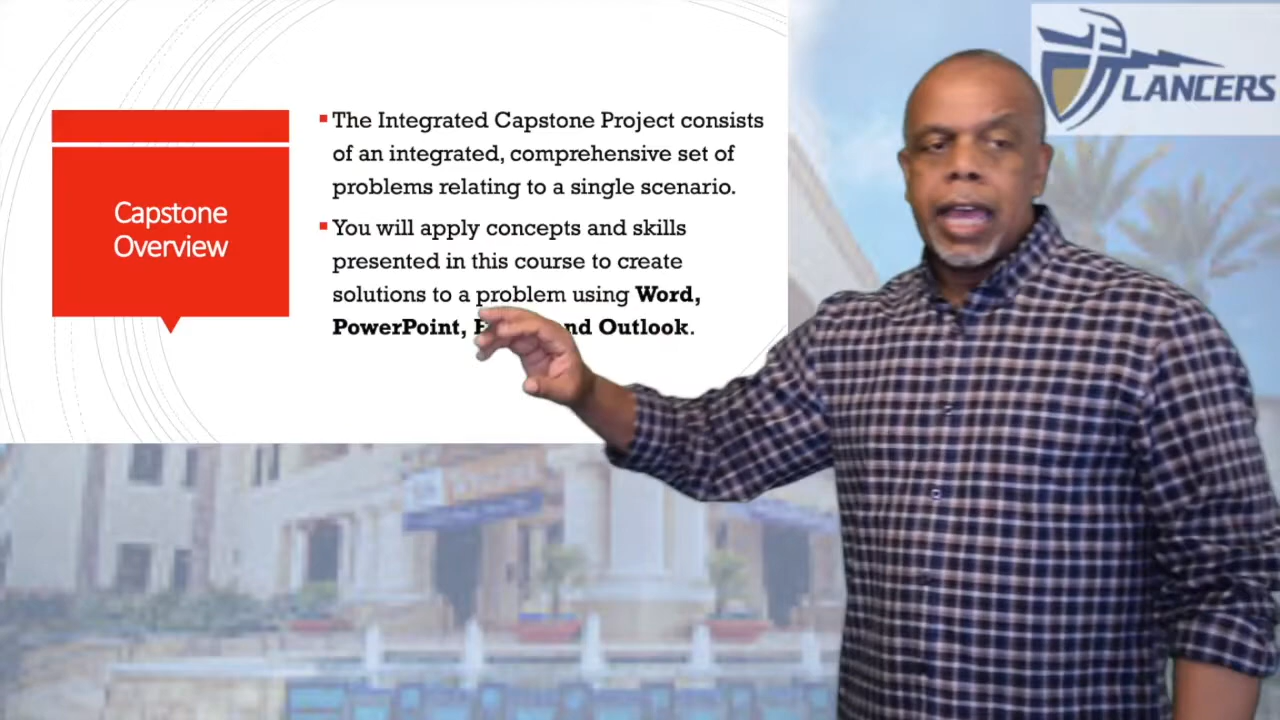 LANCERS
Capstone
Overview
The Integrated Capstone Project consists
of an integrated, comprehensive set of
problems relating to a single scenario.
You will apply concepts and skills
presented in this course to create
solutions to a problem using Word,
PowerPoint, and Outlook.